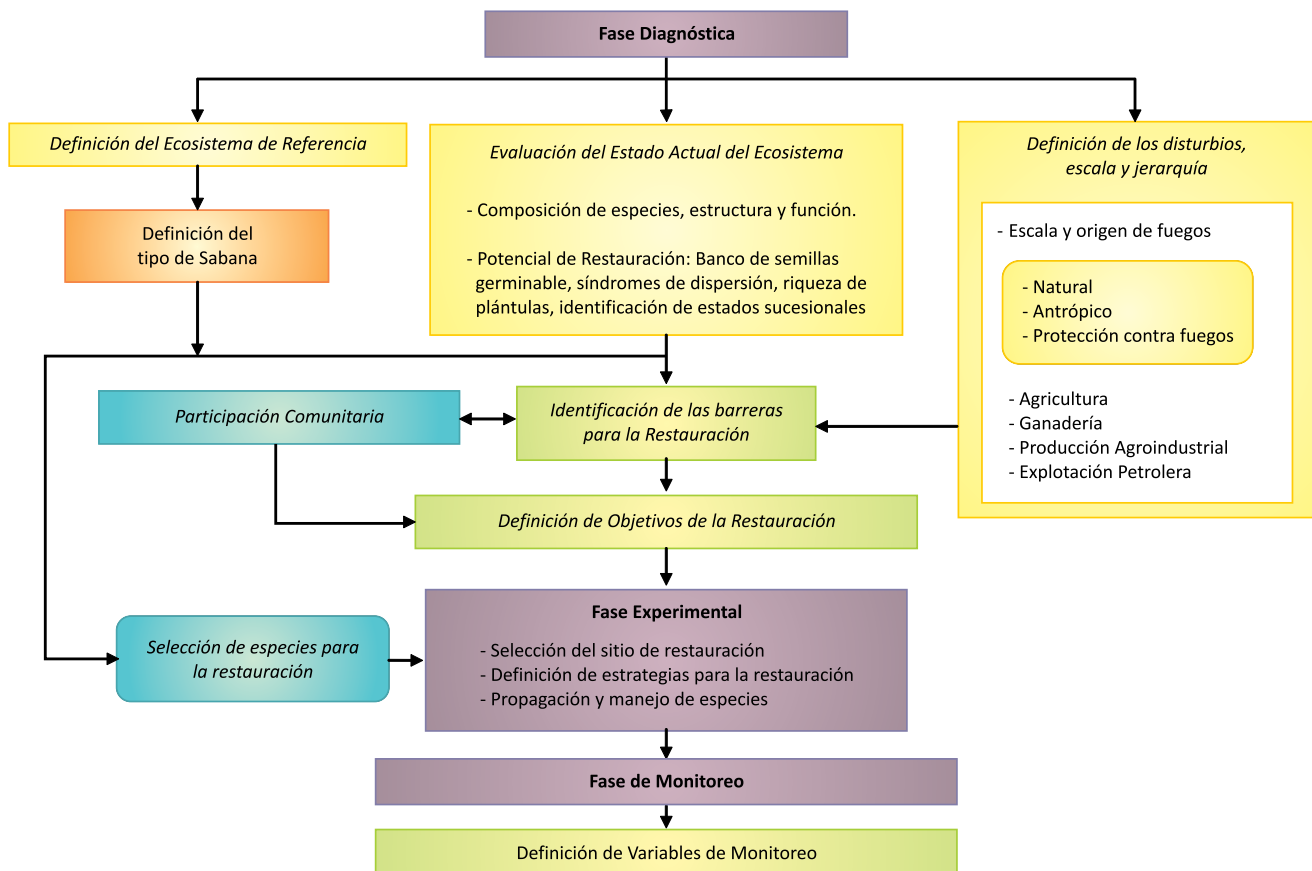 Fase Diagnóstica
Definición del Ecosistema de Referencia
Definición del
tipo de Sabana
Evaluación del Estado Actual del Ecosistema
- Composición de especies, estructura y función.
- Potencial de Restauración: Banco de semillas
germinable, síndromes de dispersión, riqueza de
plántulas, identificación de estados sucesionales
Definición de los disturbios,
escala y jerarquía
- Escala y origen de fuegos
- Natural
- Antrópico
- Protección contra fuegos
- Agricultura
- Ganadería
- Producción Agroindustrial
- Explotación Petrolera
Participación Comunitaria
Identificación de las barreras
para la Restauración
Definición de Objetivos de la Restauración
Selección de especies para
la restauración
Fase Experimental
- Selección del sitio de restauración
- Definición de estrategias para la restauración
- Propagación y manejo de especies
Fase de Monitoreo
Definición de Variables de Monitoreo